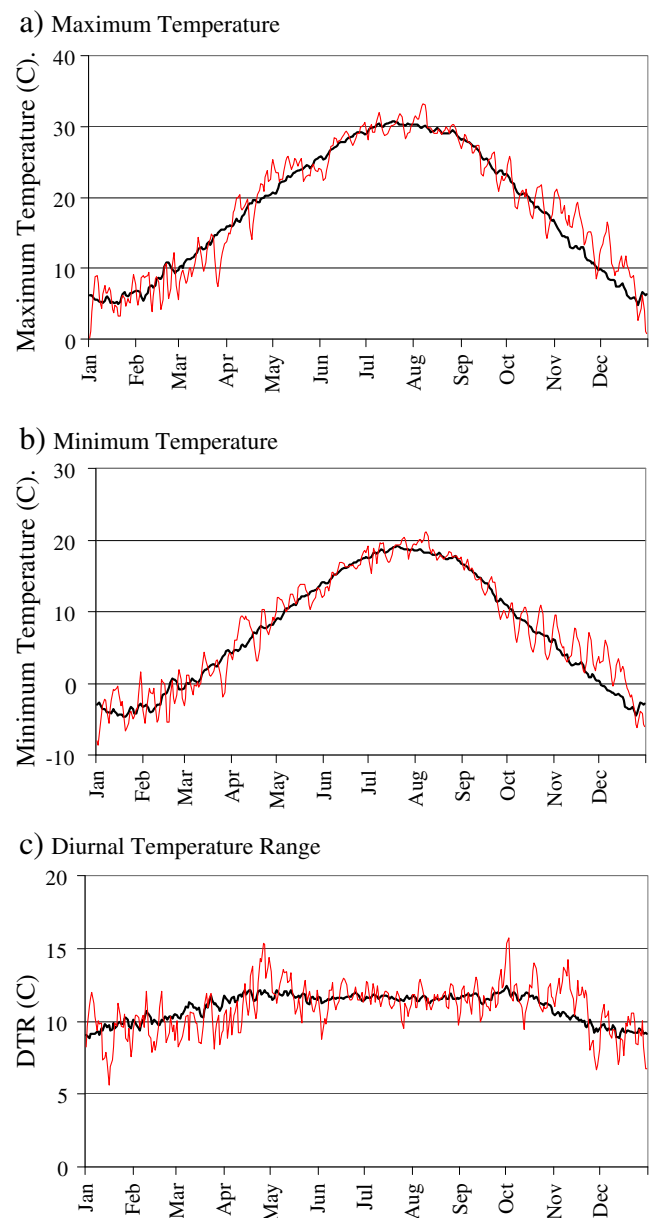 a) Maximum Temperature
Maximum Temperature (C).
40
30
20
10
0
Jan Feb Mar Apr May Jun Jul Aug Sep Oct Nov Dec
b) Minimum Temperature
Minimum Temperature (C).
30
20
10
0
-10
Jan Feb Mar Apr May Jun Jul Aug Sep Oct Nov Dec
c) Diurnal Temperature Range
DTR (C)
20
15
10
5
0
Jan Feb Mar Apr May Jun Jul Aug Sep Oct Nov Dec